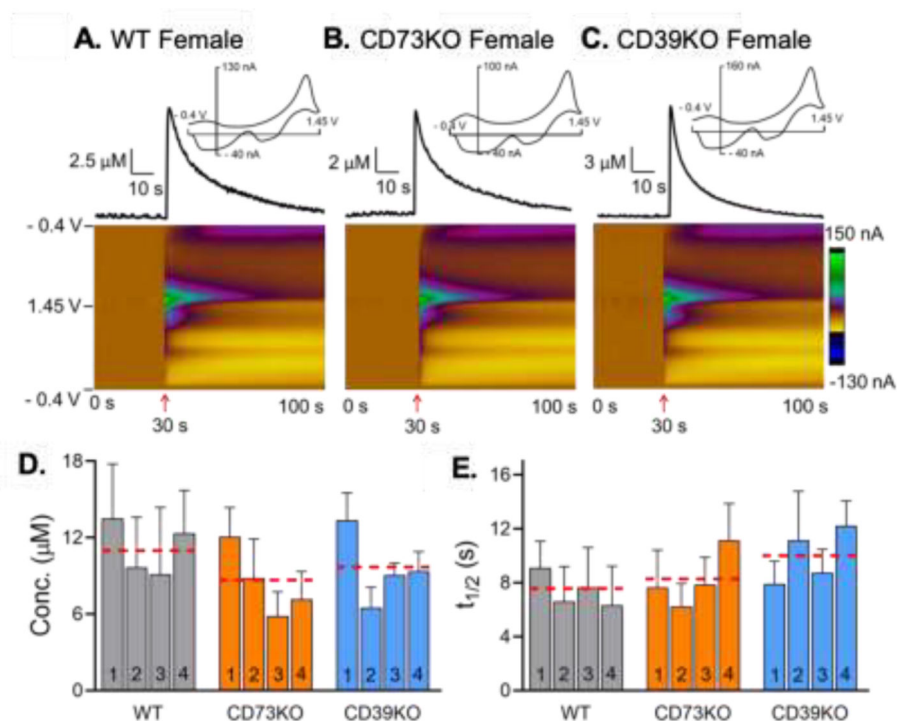 A. WT Female
B. CD73KO Female
C. CD39KO Female
130 nA
100 nA
160 nA
- 0.4 V
1.45 V
- 0.4 V
1.45 V
- 0.4 V
1.45 V
- 40 nA
- 40 nA
- 40 nA
2.5 μM
10 s
2 μM
10 s
3 μM
10 s
- 0.4 V
1.45 V
- 0.4 V
150 nA
-130 nA
0 s
100 s
0 s
100 s
0 s
100 s
30 s
30 s
30 s
D.
Conc. (μM)
18
12
6
0
1 2 3 4
1 2 3 4
1 2 3 4
WT
CD73KO
CD39KO
E.
t1/2 (s)
16
12
8
4
0
1 2 3 4
1 2 3 4
1 2 3 4
WT
CD73KO
CD39KO